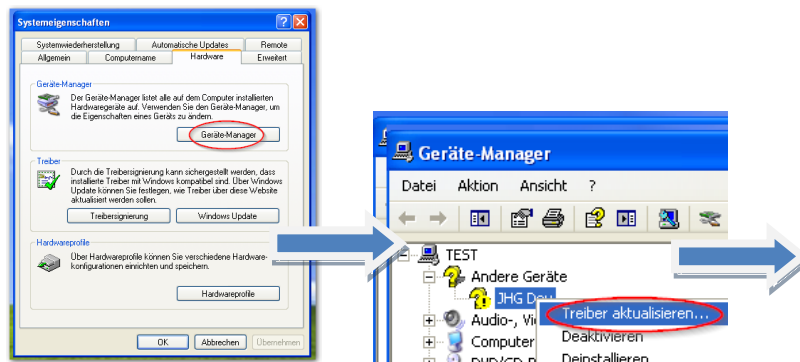 Systemeigenschaften
Systemwiederherstellung Automatische Updates Remote
Allgemein Computername Hardware Erweitert
Geräte-Manager
Der Geräte-Manager listet alle auf dem Computer installierten
Hardwaregeräte auf. Verwenden Sie den Geräte-Manager, um
die Eigenschaften eines Geräts zu ändern.
Geräte-Manager
Treiber
Durch die Treibersignierung kann sichergestellt werden, dass
installierte Treiber mit Windows kompatibel sind. Über Windows
Update können Sie festlegen, wie Treiber über diese Website
aktualisiert werden sollen.
Treibersignierung Windows Update
Hardwareprofile
Über Hardwareprofile können Sie verschiedene Hardware-
konfigurationen einrichten und speichern.
Hardwareprofile
OK Abbrechen Übernehmen
Geräte-Manager
Datei Aktion Ansicht ?
TEST
Andere Geräte
JHG
Treiber aktualisieren...
Audio-,
Deaktivieren
Computer
Deinstallieren